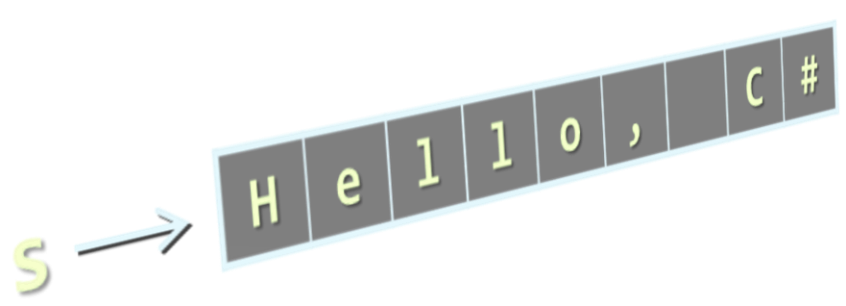 s → Hello, C#